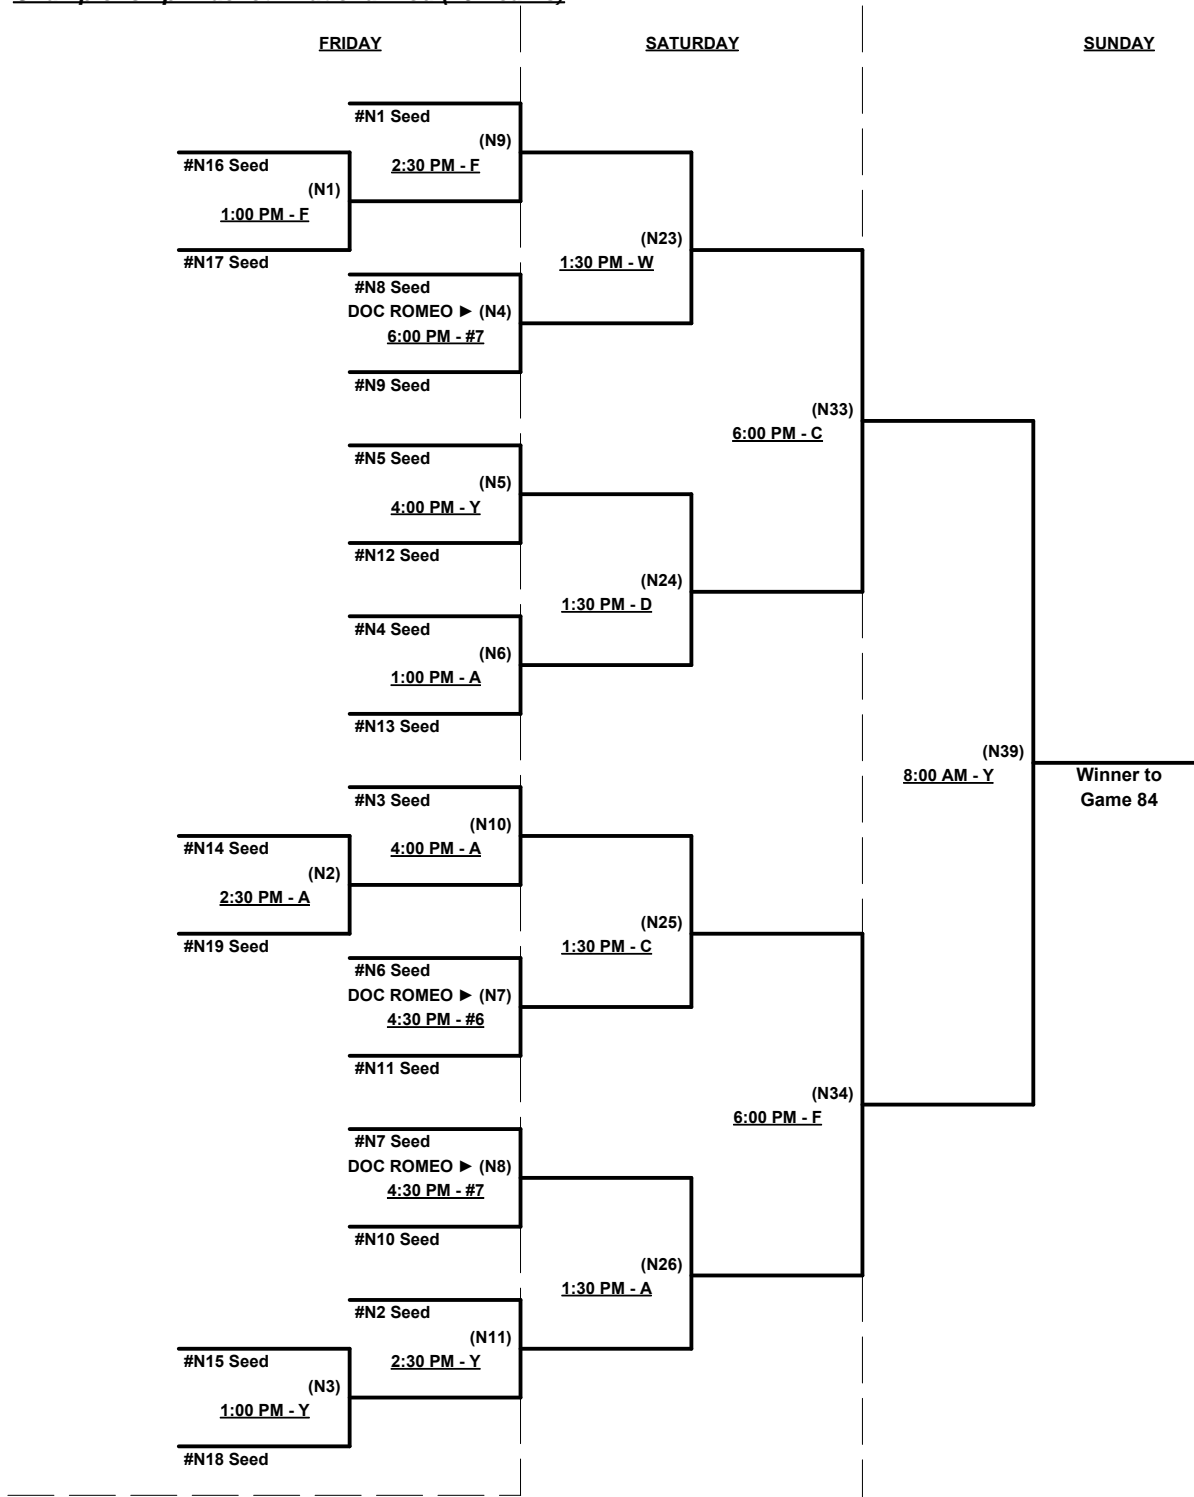 FRIDAY
SATURDAY
SUNDAY
#N1 Seed
(N9)
#N16 Seed
2:30 PM - F
(N1)
1:00 PM - F
(N23)
#N17 Seed
1:30 PM - W
#N8 Seed
DOC ROMEO ► (N4)
6:00 PM - #7
#N9 Seed
(N33)
6:00 PM - C
#N5 Seed
(N5)
4:00 PM - Y
#N12 Seed
(N24)
1:30 PM - D
#N4 Seed
(N6)
1:00 PM - A
#N13 Seed
(N39)
8:00 AM - Y
Winner to
Game 84
#N3 Seed
(N10)
#N14 Seed
4:00 PM - A
(N2)
2:30 PM - A
(N25)
#N19 Seed
1:30 PM - C
#N6 Seed
DOC ROMEO ► (N7)
4:30 PM - #6
#N11 Seed
(N34)
6:00 PM - F
#N7 Seed
DOC ROMEO ► (N8)
4:30 PM - #7
#N10 Seed
(N26)
1:30 PM - A
#N2 Seed
(N11)
#N15 Seed
2:30 PM - Y
(N3)
1:00 PM - Y
#N18 Seed